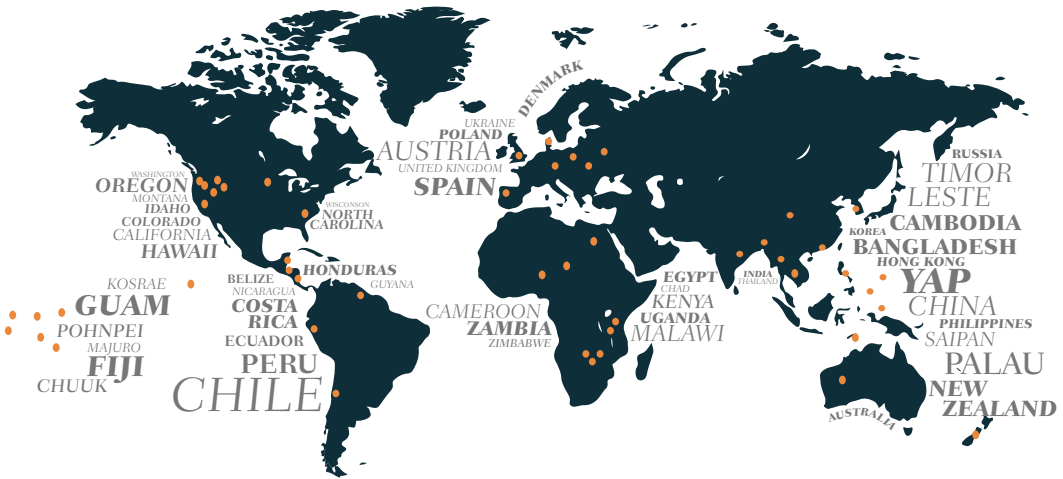 DENMARK
UKRAINE
POLAND
AUSTRIA
UNITED KINGDOM
SPAIN
WASHINGTON
OREGON
MONTANA
IDAHO
COLORADO
CALIFORNIA
HAWAII
WISCONSON
NORTH
CAROLINA
KOSRAE
GUAM
POHNPEI
MAJURO
FIJI
CHUUK
BELIZE
HONDURAS
NICARAGUA
GUYANA
COSTA
RICA
ECUADOR
PERU
CHILE
CAMEROON
ZAMBIA
ZIMBABWE
EGYPT
CHAD
KENYA
UGANDA
MALAWI
INDIA
THAILAND
RUSSIA
TIMOR
LESTE
CAMBODIA
KOREA
BANGLADESH
HONG KONG
YAP
CHINA
PHILIPPINES
SAIPAN
PALAU
NEW
ZEALAND
AUSTRALIA